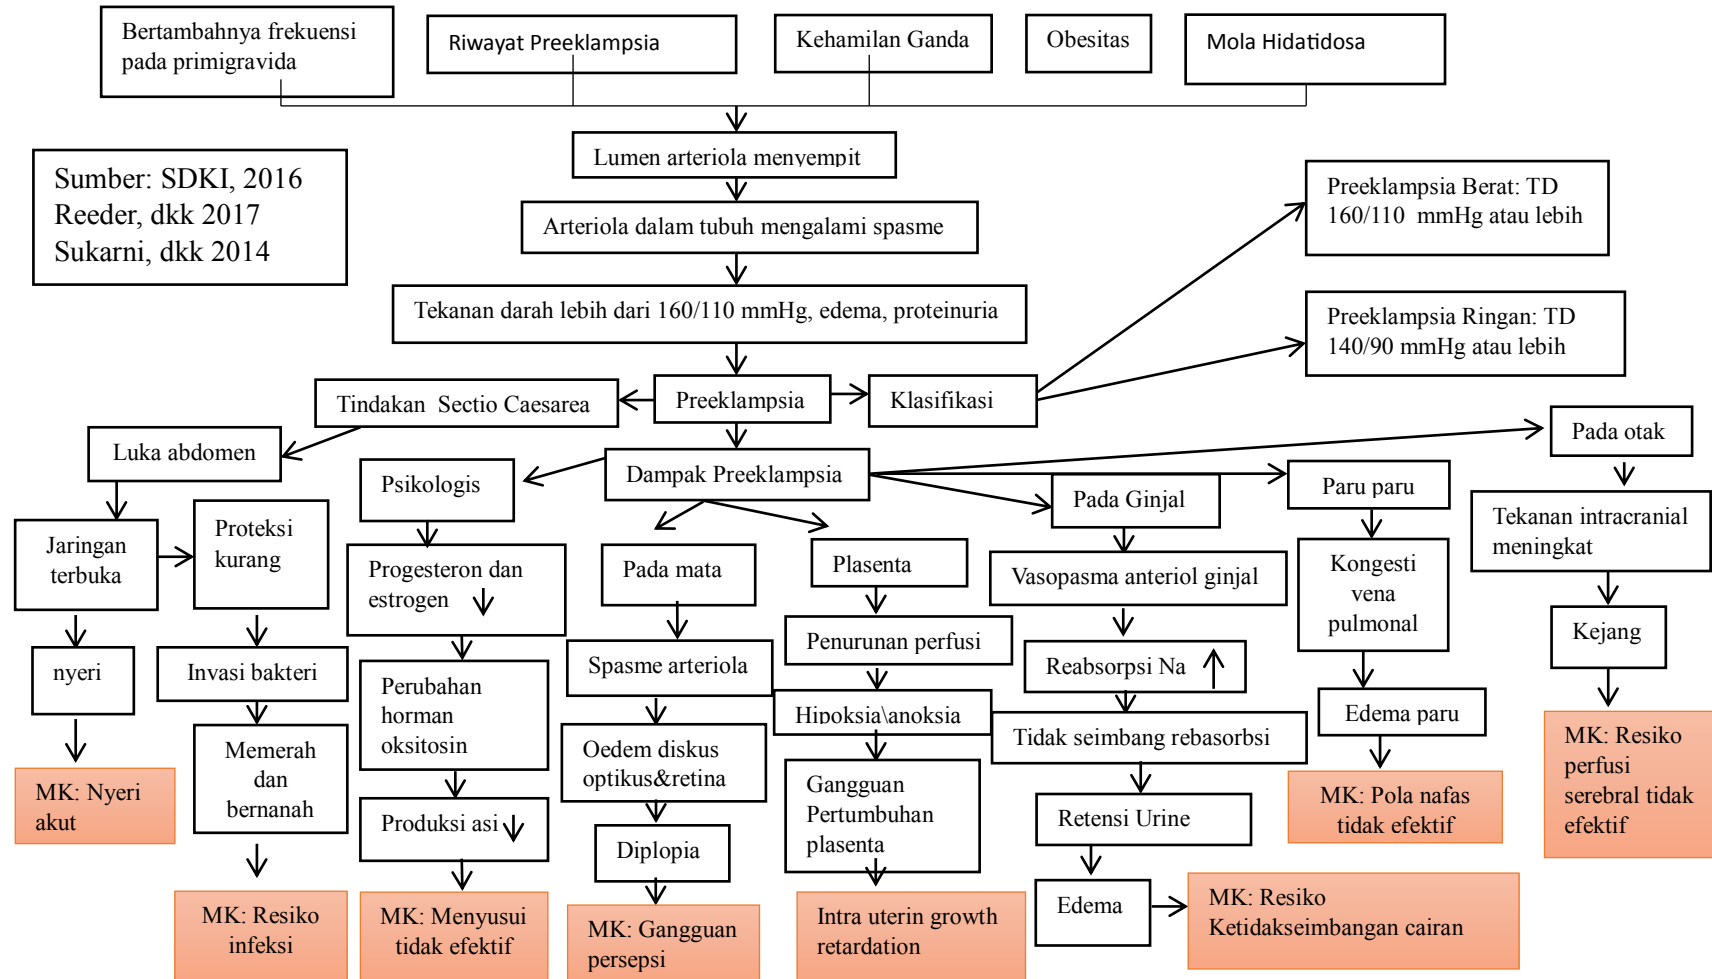 Bertambahnya frekuensi
pada primigravida
Riwayat Preeklampsia
Kehamilan Ganda
Obesitas
Mola Hidatidosa
Lumen arteriola menyempit
Sumber: SDKI, 2016
Reeder, dkk 2017
Sukarni, dkk 2014
Arteriola dalam tubuh mengalami spasme
Preeklampsia Berat: TD
160/110 mmHg atau lebih
Tekanan darah lebih dari 160/110 mmHg, edema, proteinuria
Preeklampsia Ringan: TD
140/90 mmHg atau lebih
Tindakan Sectio Caesarea
Preeklampsia
Klasifikasi
Luka abdomen
Psikologis
Dampak Preeklampsia
Pada Ginjal
Paru paru
Pada otak
Jaringan
terbuka
Proteksi
kurang
Progesteron dan
estrogen
Pada mata
Plasenta
Vasopasma anteriol ginjal
Kongesti
vena
pulmonal
Tekanan intracranial
meningkat
nyeri
Invasi bakteri
Perubahan
horman
oksitosin
Spasme arteriola
Penurunan perfusi
Reabsorpsi Na
Edema paru
Kejang
Memerah
dan
bernanah
Produksi asi
Oedem diskus
optikus&retina
Hipoksia\anoksia
Tidak seimbang rebasorbsi
MK: Nyeri
akut
Diplopia
Gangguan
Pertumbuhan
plasenta
Retensi Urine
MK: Pola nafas
tidak efektif
MK: Resiko
perfusi
serebral tidak
efektif
MK: Resiko
infeksi
MK: Menyusui
tidak efektif
MK: Gangguan
persepsi
Intra uterin growth
retardation
Edema
MK: Resiko
Ketidakseimbangan cairan